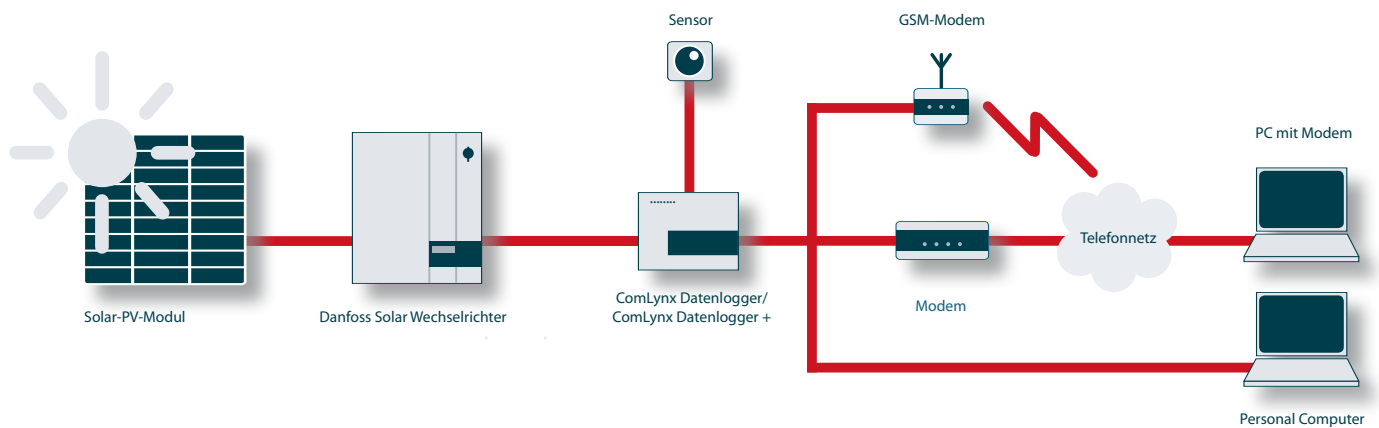 Sensor
GSM-Modem
PC mit Modem
Telefonnetz
Solar-PV-Modul
Danfoss Solar Wechselrichter
ComLynx Datenlogger/
ComLynx Datenlogger +
Modem
Personal Computer